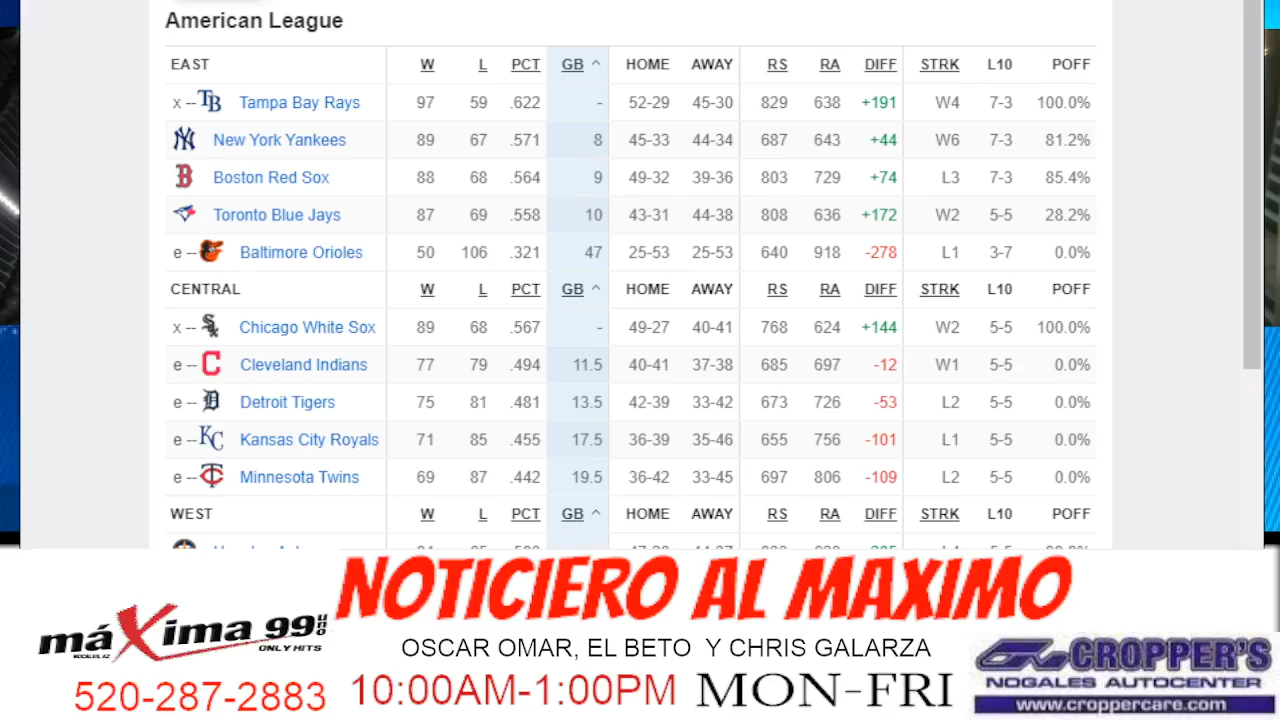 American League
EAST W L PCT GB HOME AWAY RS RA DIFF STRK L10 POFF
x -- TB Tampa Bay Rays 97 59 .622 - 52-29 45-30 829 638 +191 W4 7-3 100.0%
New York Yankees 89 67 .571 8 45-33 44-34 687 643 +44 W6 7-3 81.2%
B Boston Red Sox 88 68 .564 9 49-32 39-36 803 729 +74 L3 7-3 85.4%
Toronto Blue Jays 87 69 .558 10 43-31 44-38 808 636 +172 W2 5-5 28.2%
e -- Baltimore Orioles 50 106 .321 47 25-53 25-53 640 918 -278 L1 3-7 0.0%
CENTRAL W L PCT GB HOME AWAY RS RA DIFF STRK L10 POFF
x -- Chicago White Sox 89 68 .567 - 49-27 40-41 768 624 +144 W2 5-5 100.0%
e -- C Cleveland Indians 77 79 .494 11.5 40-41 37-38 685 697 -12 W1 5-5 0.0%
e -- D Detroit Tigers 75 81 .481 13.5 42-39 33-42 673 726 -53 L2 5-5 0.0%
e -- KC Kansas City Royals 71 85 .455 17.5 36-39 35-46 655 756 -101 L1 5-5 0.0%
e -- TC Minnesota Twins 69 87 .442 19.5 36-42 33-45 697 806 -109 L2 5-5 0.0%
WEST W L PCT GB HOME AWAY RS RA DIFF STRK L10 POFF
NOTICIERO AL MAXIMO
máXima 99 HD
ONLY HITS
NOGALES, AZ
OSCAR OMAR, EL BETO Y CHRIS GALARZA
520-287-2883 10:00AM-1:00PM MON-FRI
CROPPER'S
NOGALES AUTOCENTER
www.croppercare.com